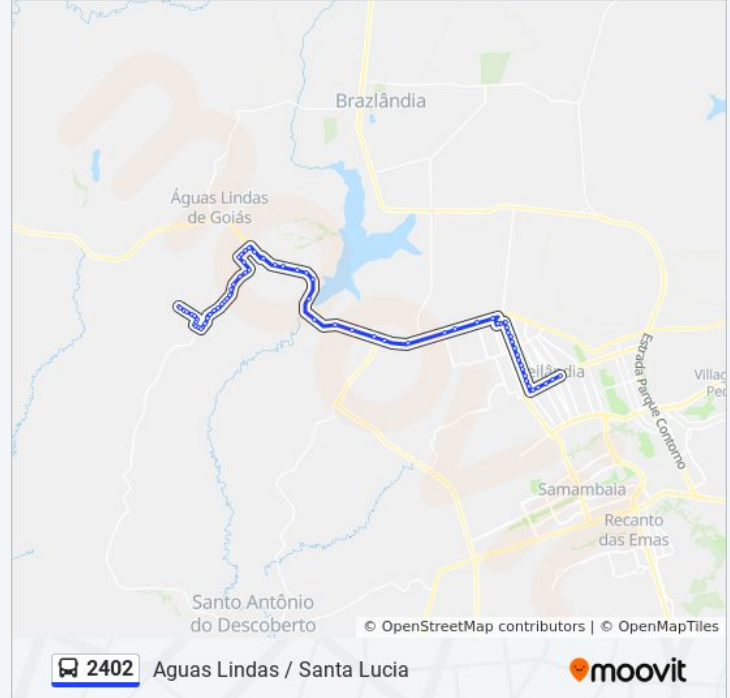 Brazlândia
Águas Lindas
de Goiás
Estrada Parque Contorno
Samambaia
Recanto
das Emas
Santo Antônio
do Descoberto
© OpenStreetMap contributors | © OpenMapTiles
2402 Aguas Lindas / Santa Lucia
moovit